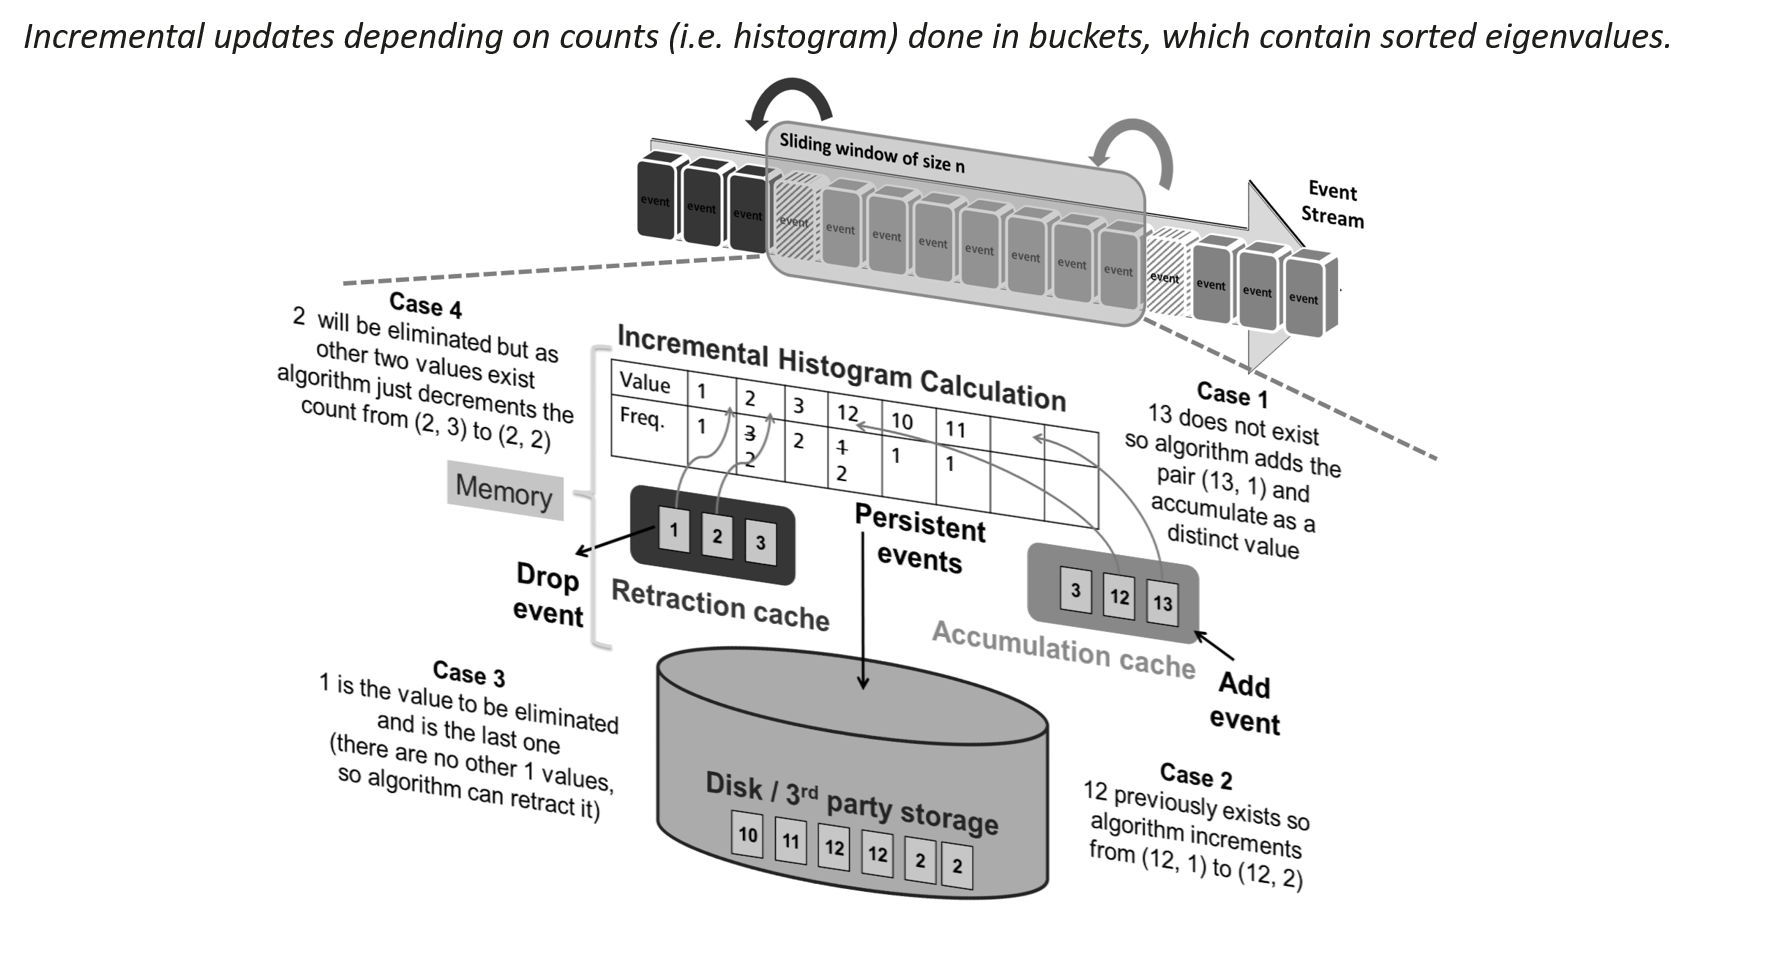 Incremental updates depending on counts (i.e. histogram) done in buckets, which contain sorted eigenvalues.
Sliding window of size n
Event
Stream
event event event event event event event event event event event event event event event
Case 4
2 will be eliminated but as
other two values exist
algorithm just decrements the
count from (2, 3) to (2, 2)
Incremental Histogram Calculation
Value 1 2 3 12 10 11
Freq. 1 3 2 1 1 1
2 2
Case 1
13 does not exist
so algorithm adds the
pair (13, 1) and
accumulate as a
distinct value
Memory
1 2 3
Drop
event
Retraction cache
Persistent
events
3 12 13
Accumulation cache
Add
event
Case 3
1 is the value to be eliminated
and is the last one
(there are no other 1 values,
so algorithm can retract it)
Disk / 3rd party storage
10 11 12 12 2 2
Case 2
12 previously exists so
algorithm increments
from (12, 1) to (12, 2)